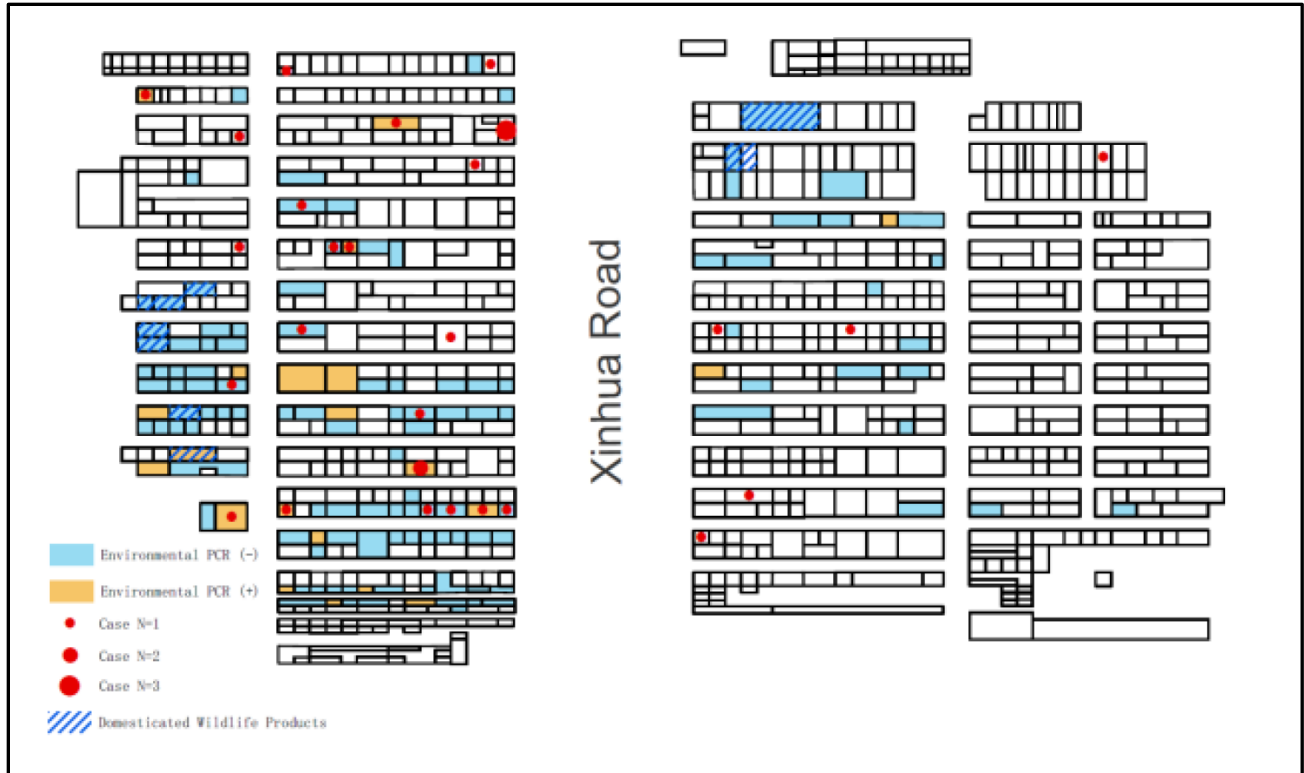 Xinhua Road
Environmental PCR (-)
Environmental PCR (+)
Case N=1
Case N=2
Case N=3
Domesticated Wildlife Products